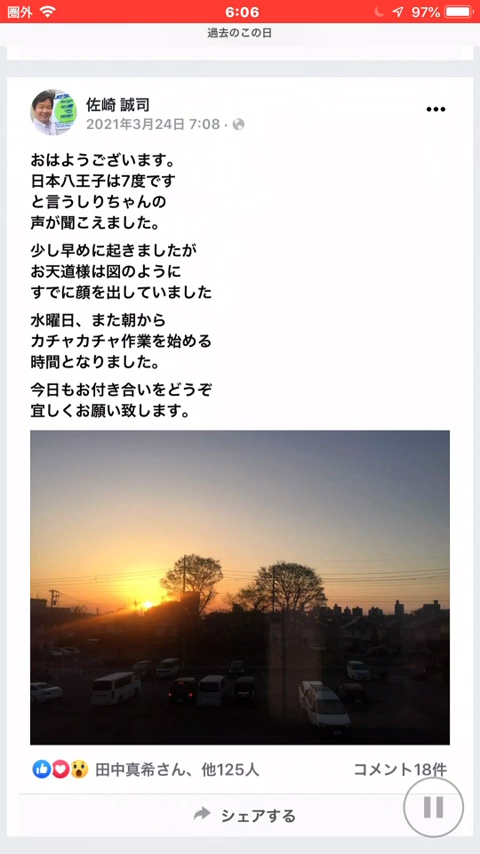 圏外 6:06 97%
過去のこの日
佐崎 誠司
2021年3月24日 7:08 ·
おはようございます。
日本八王子は7度です
と言うしりちゃんの
声が聞こえました。
少し早めに起きましたが
お天道様は図のように
すでに顔を出していました
水曜日、また朝から
カチャカチャ作業を始める
時間となりました。
今日もお付き合いをどうぞ
宜しくお願い致します。
田中真希さん、他125人 コメント18件
シェアする